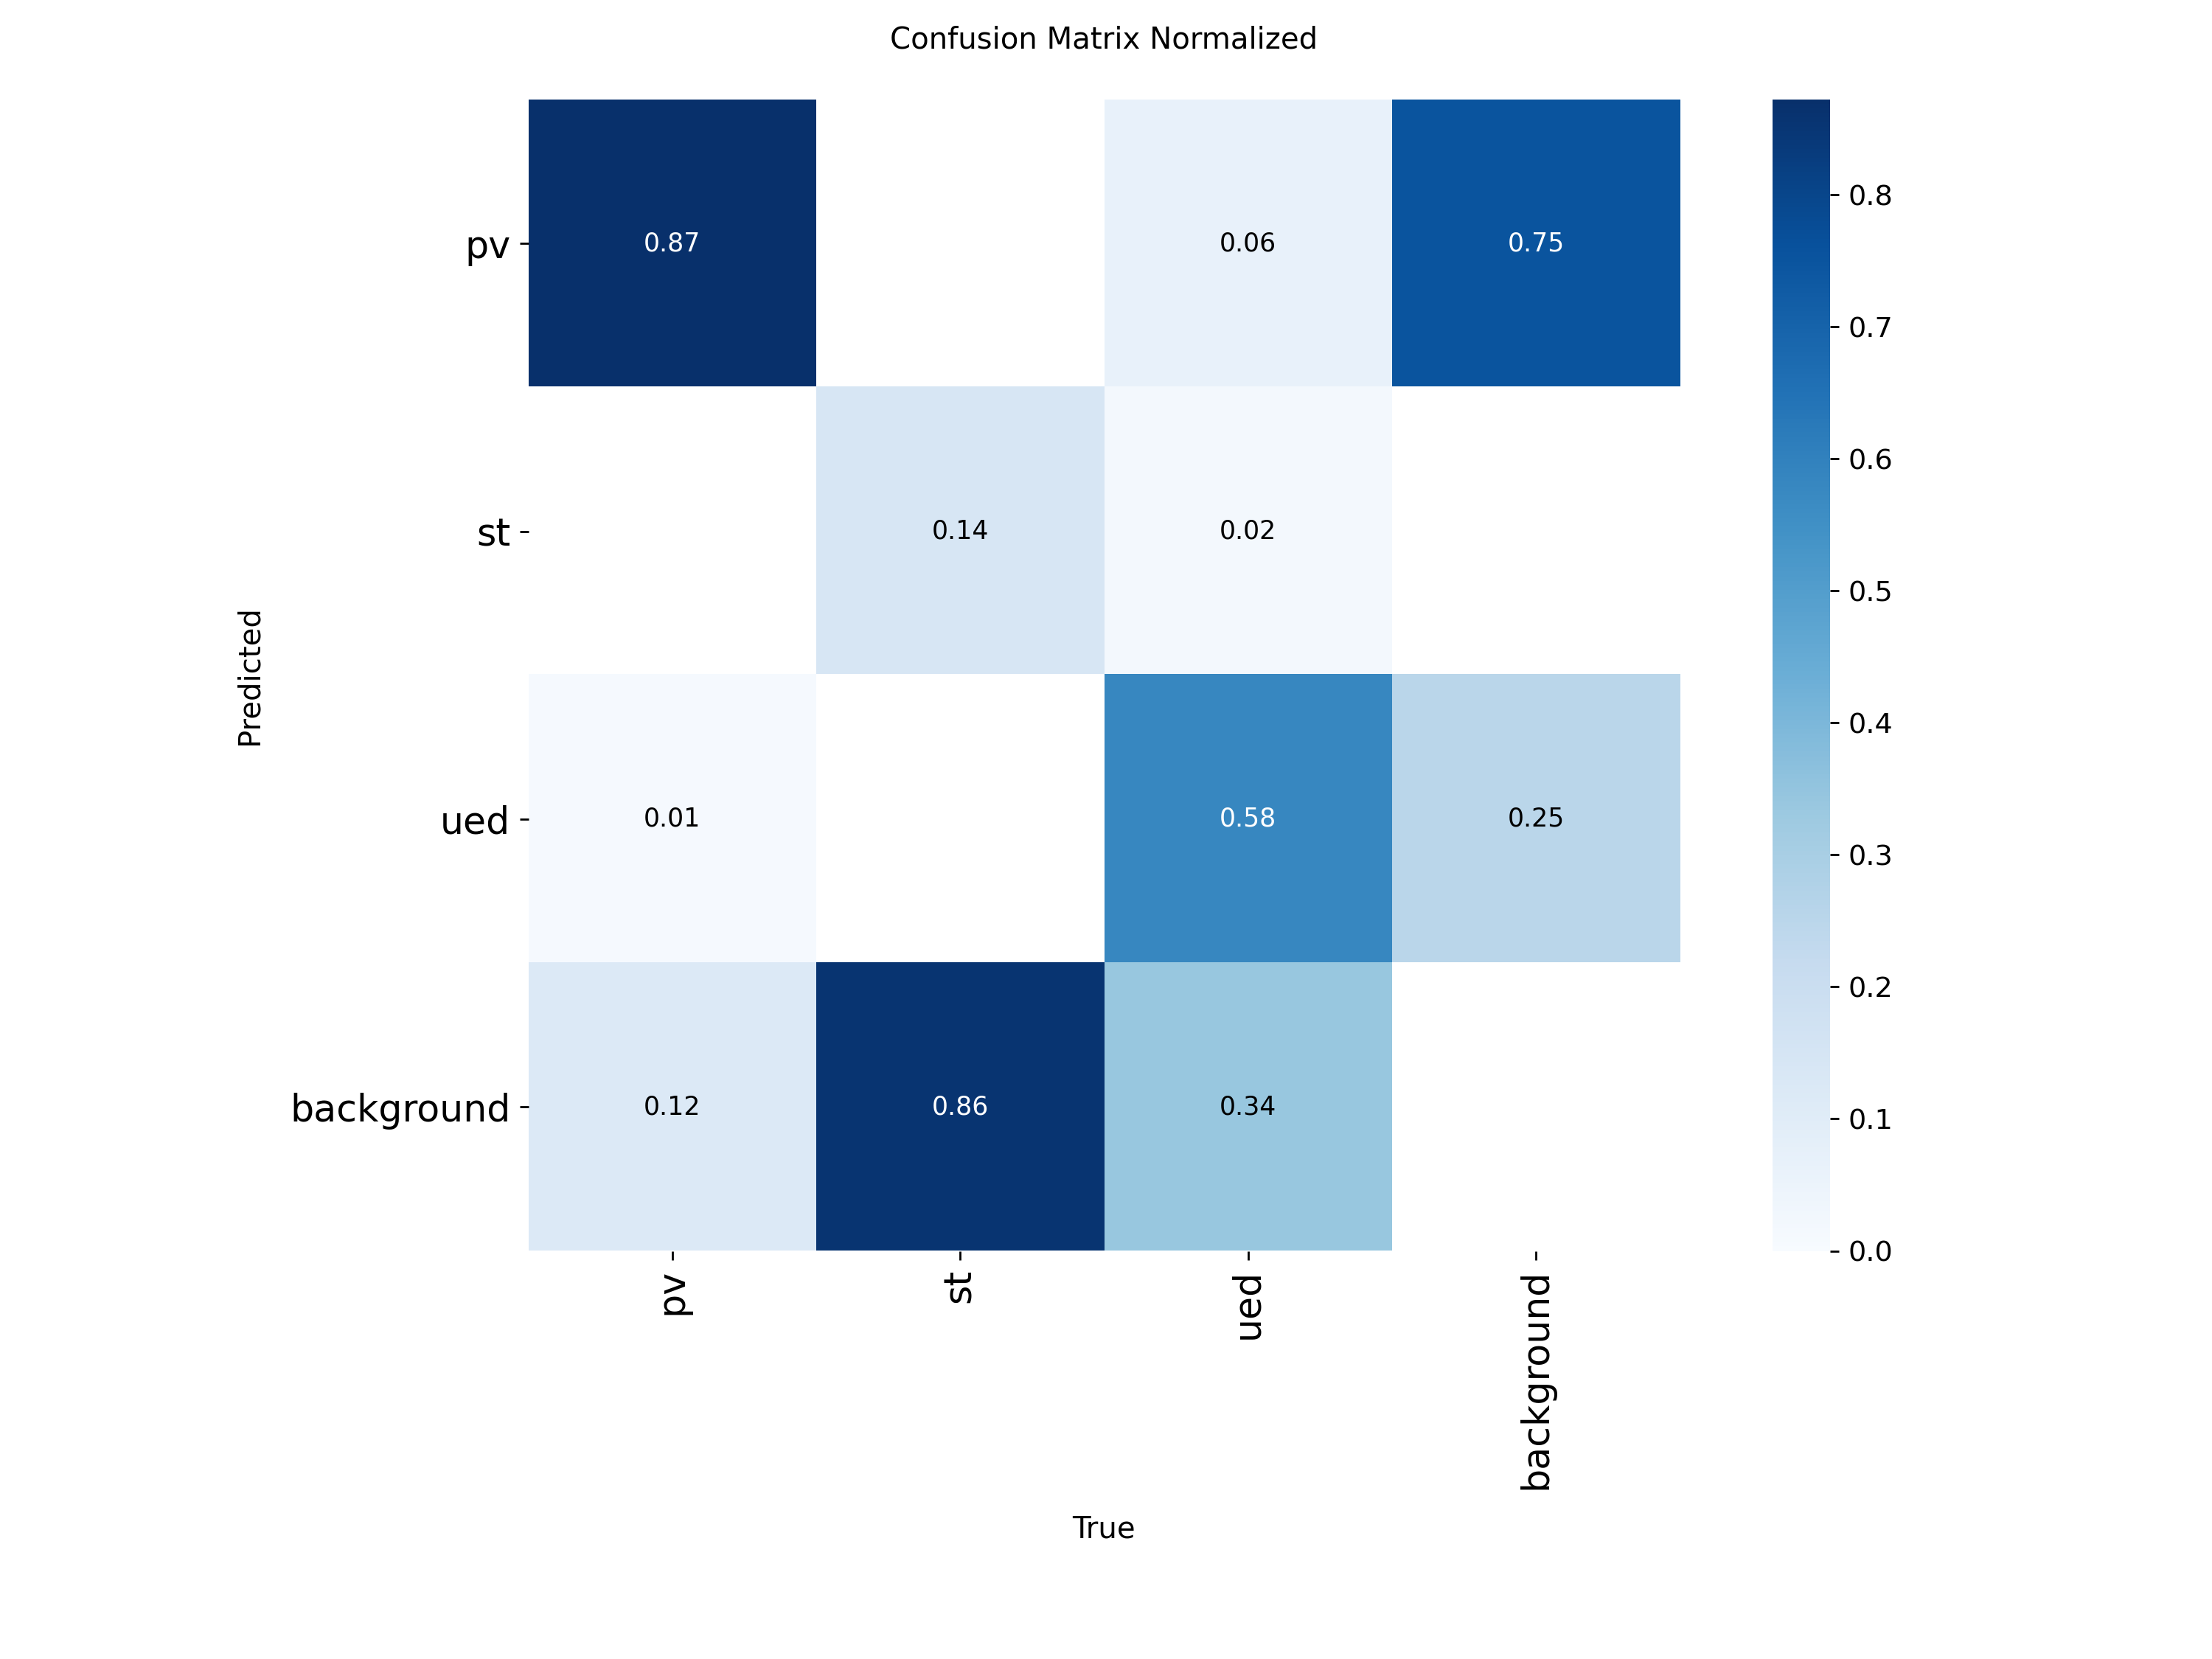 Confusion Matrix Normalized
pv
0.87
0.06
0.75
st
0.14
0.02
ued
0.01
0.58
0.25
background
0.12
0.86
0.34
pv
st
ued
background
Predicted
True
0.8
0.7
0.6
0.5
0.4
0.3
0.2
0.1
0.0